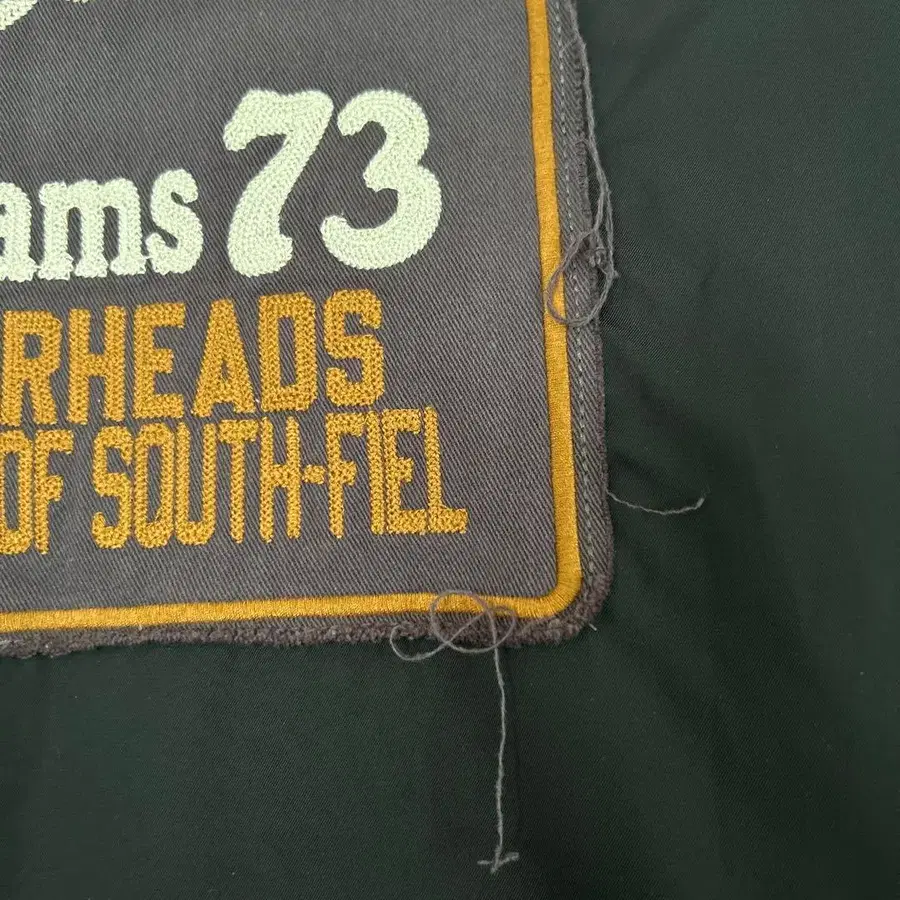 ams 73
RHEADS
OF SOUTH-FIEL